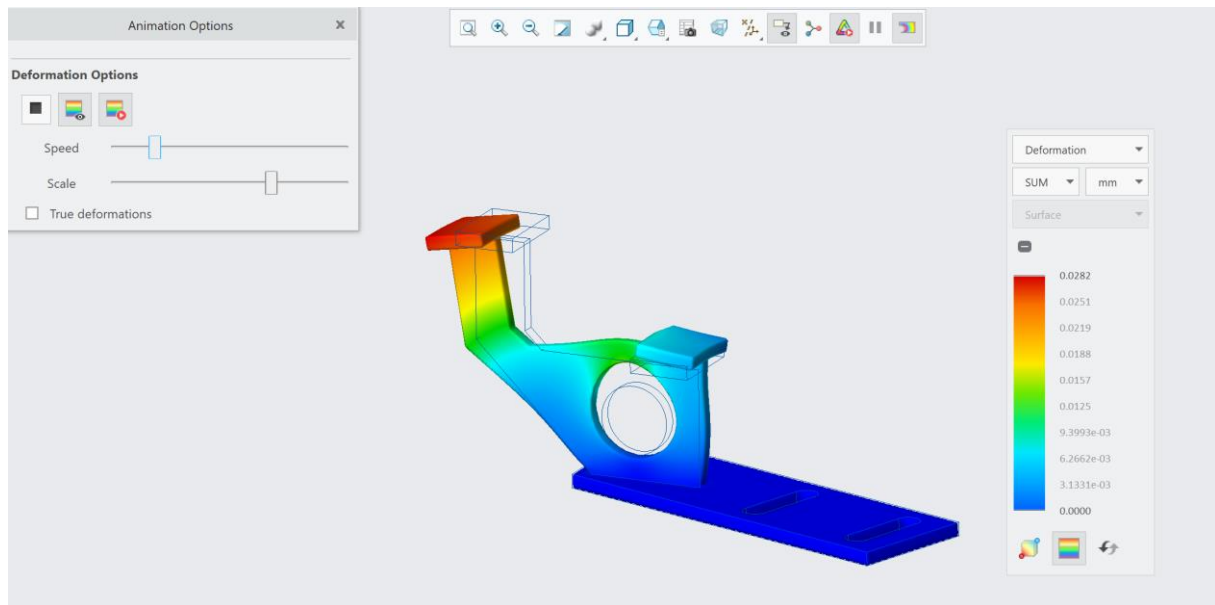 Animation Options
Deformation Options
Speed
Scale
True deformations
Deformation
SUM mm
Surface
0.0282
0.0251
0.0219
0.0188
0.0157
0.0125
9.3993e-03
6.2662e-03
3.1331e-03
0.0000